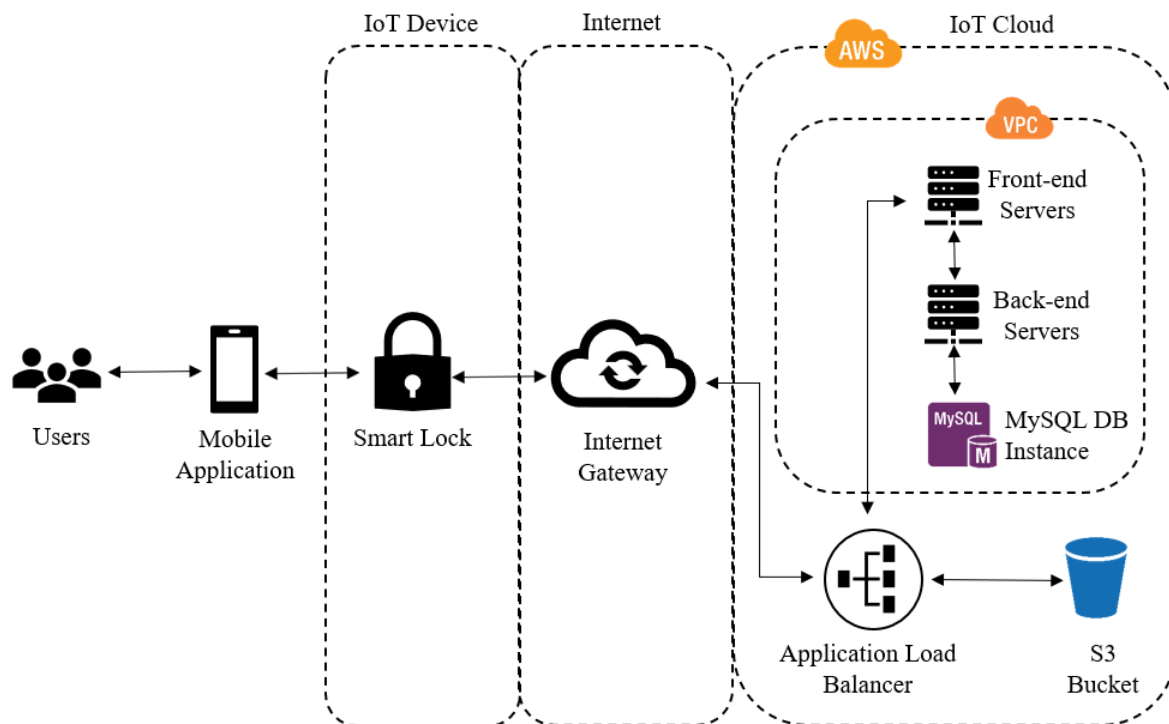 IoT Device
Internet
IoT Cloud
AWS
VPC
Front-end
Servers
Back-end
Servers
MySQL
M
MySQL DB
Instance
Users
Mobile
Application
Smart Lock
Internet
Gateway
Application Load
Balancer
S3
Bucket